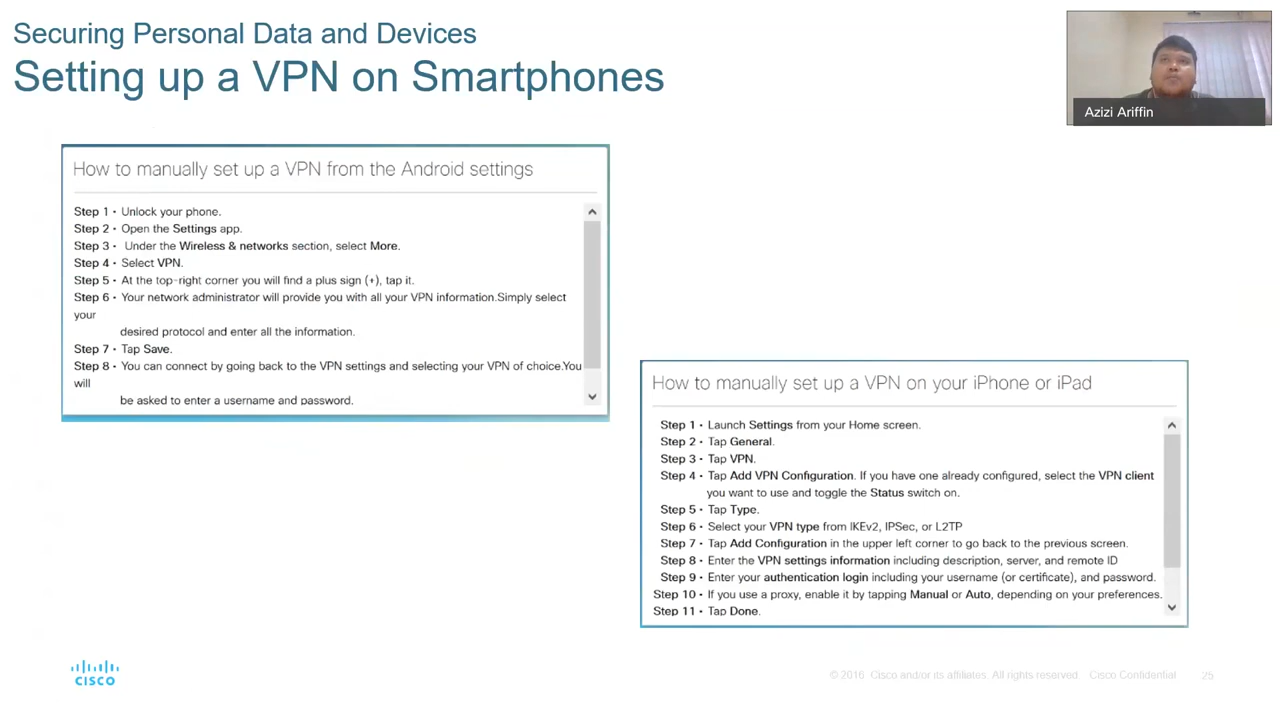 Securing Personal Data and Devices
Setting up a VPN on Smartphones
Azizi Ariffin
How to manually set up a VPN from the Android settings
Step 1 • Unlock your phone.
Step 2 • Open the Settings app.
Step 3 • Under the Wireless & networks section, select More.
Step 4 • Select VPN.
Step 5 • At the top-right corner you will find a plus sign (+), tap it.
Step 6 • Your network administrator will provide you with all your VPN information.Simply select
your
desired protocol and enter all the information.
Step 7 • Tap Save.
Step 8 • You can connect by going back to the VPN settings and selecting your VPN of choice.You
will
be asked to enter a username and password.
How to manually set up a VPN on your iPhone or iPad
Step 1 • Launch Settings from your Home screen.
Step 2 • Tap General.
Step 3 • Tap VPN.
Step 4 • Tap Add VPN Configuration. If you have one already configured, select the VPN client
you want to use and toggle the Status switch on.
Step 5 • Tap Type.
Step 6 • Select your VPN type from IKEv2, IPSec, or L2TP
Step 7 • Tap Add Configuration in the upper left corner to go back to the previous screen.
Step 8 • Enter the VPN settings information including description, server, and remote ID
Step 9 • Enter your authentication login including your username (or certificate), and password.
Step 10 • If you use a proxy, enable it by tapping Manual or Auto, depending on your preferences.
Step 11 • Tap Done.
CISCO
© 2016 Cisco and/or its affiliates. All rights reserved. Cisco Confidential
25